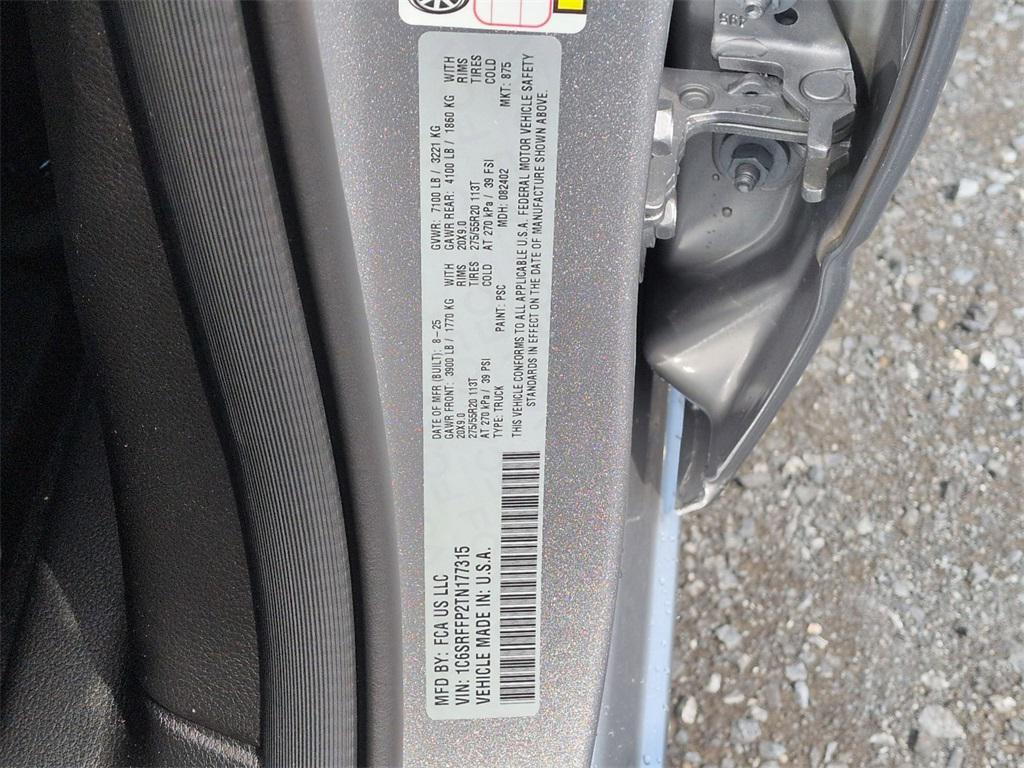 MFD BY: FCA US LLC
VIN: 1C6SRFFP2TN177315
VEHICLE MADE IN: U.S.A.
DATE OF MFR (BUILT): 8-25
GVWR: 7100 LB / 3221 KG WITH
GAWR FRONT: 3900 LB / 1770 KG WITH
GAWR REAR: 4100 LB / 1860 KG RIMS
20X9.0 RIMS
20X9.0 TIRES
275/55R20 113T TIRES
275/55R20 113T COLD
AT 270 kPa / 39 PSI COLD
AT 270 kPa / 39 PSI
TYPE: TRUCK
PAINT: PSC
MDH: 082402
MKT: 875
THIS VEHICLE CONFORMS TO ALL APPLICABLE U.S.A. FEDERAL MOTOR VEHICLE SAFETY
STANDARDS IN EFFECT ON THE DATE OF MANUFACTURE SHOWN ABOVE.